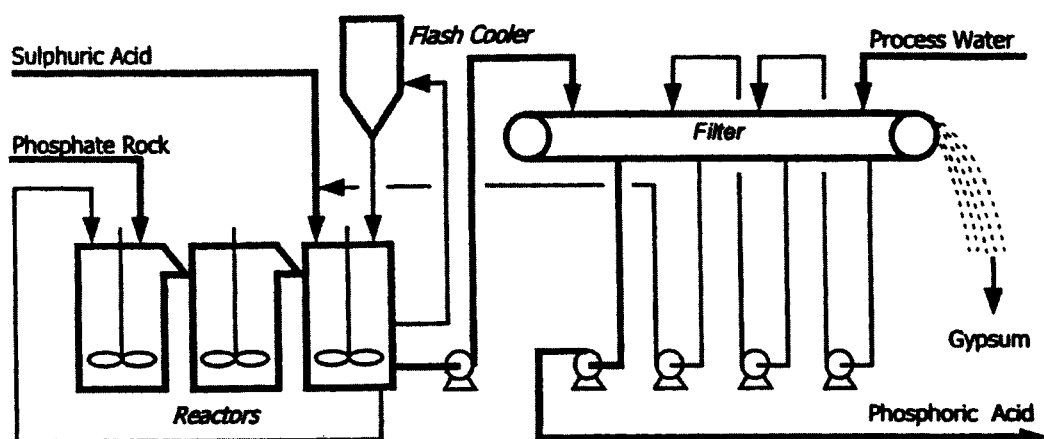 Flash Cooler
Sulphuric Acid
Process Water
Filter
Phosphate Rock
Gypsum
Reactors
Phosphoric Acid